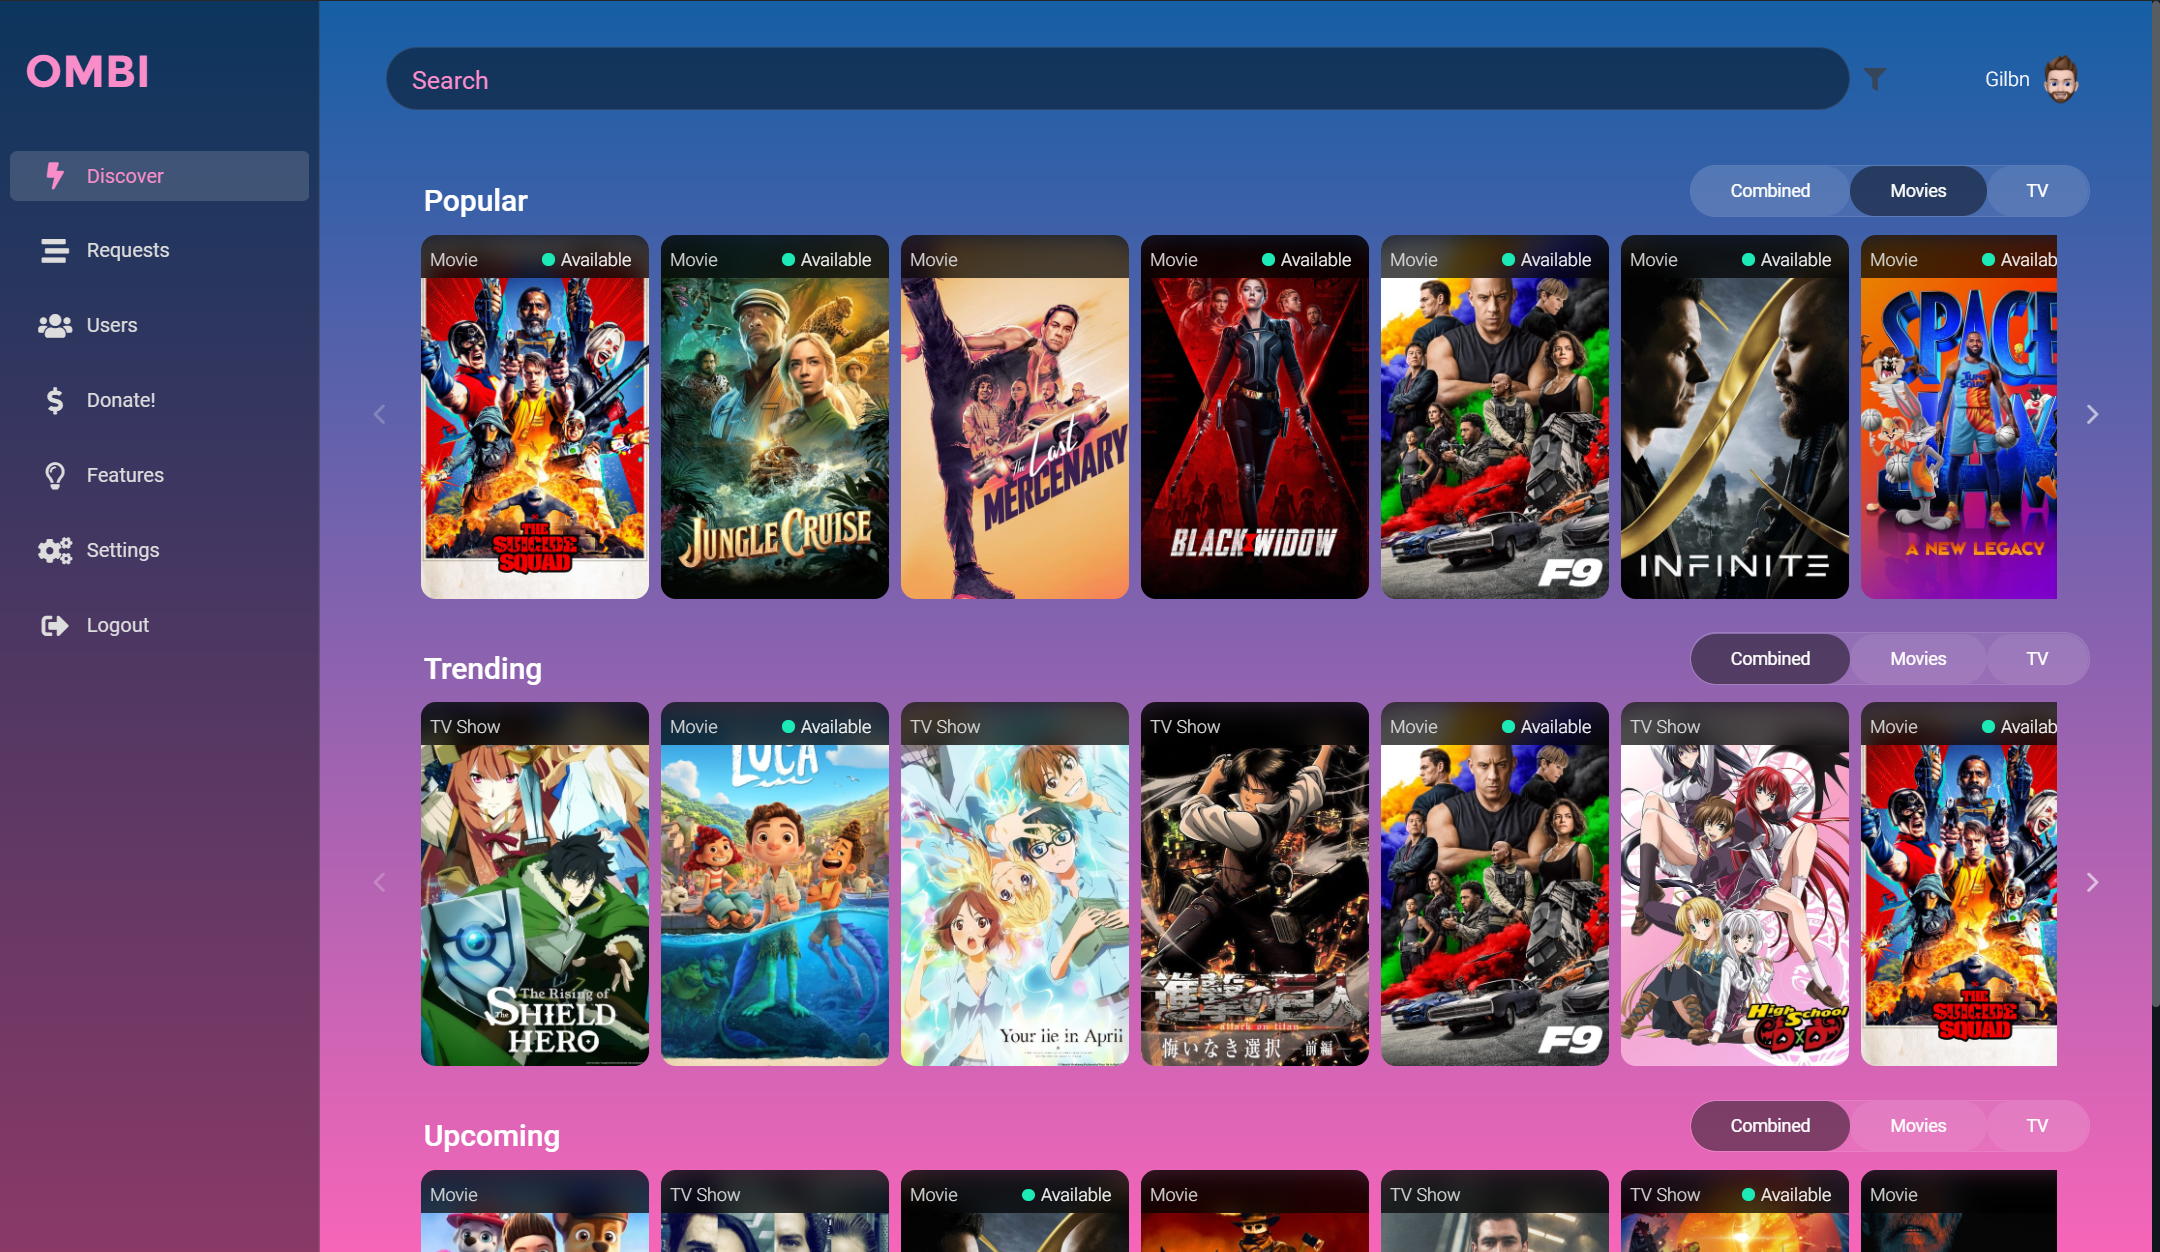 OMBI
Search
Gilbn
Discover
Requests
Users
Donate!
Features
Settings
Logout
Popular
Combined Movies TV
Movie Available
Movie Available
Movie
Movie Available
Movie Available
Movie Available
Movie Availab
THE
SUICIDE
SQUAD
JUNGLE CRUISE
The Last
MERCENARY
BLACK WIDOW
F9
INFINITE
SPACE
TUNE
SQUAD
JAM
A NEW LEGACY
Trending
Combined Movies TV
TV Show
Movie Available
TV Show
TV Show
Movie Available
TV Show
Movie Availab
The Rising of
The SHIELD
HERO
LUCA
Your lie in April
進撃の巨人
attack on titan
悔いなき選択 前編
F9
High School
DxD
THE
SUICIDE
SQUAD
Upcoming
Combined Movies TV
Movie
TV Show
Movie Available
Movie
TV Show
TV Show Available
Movie